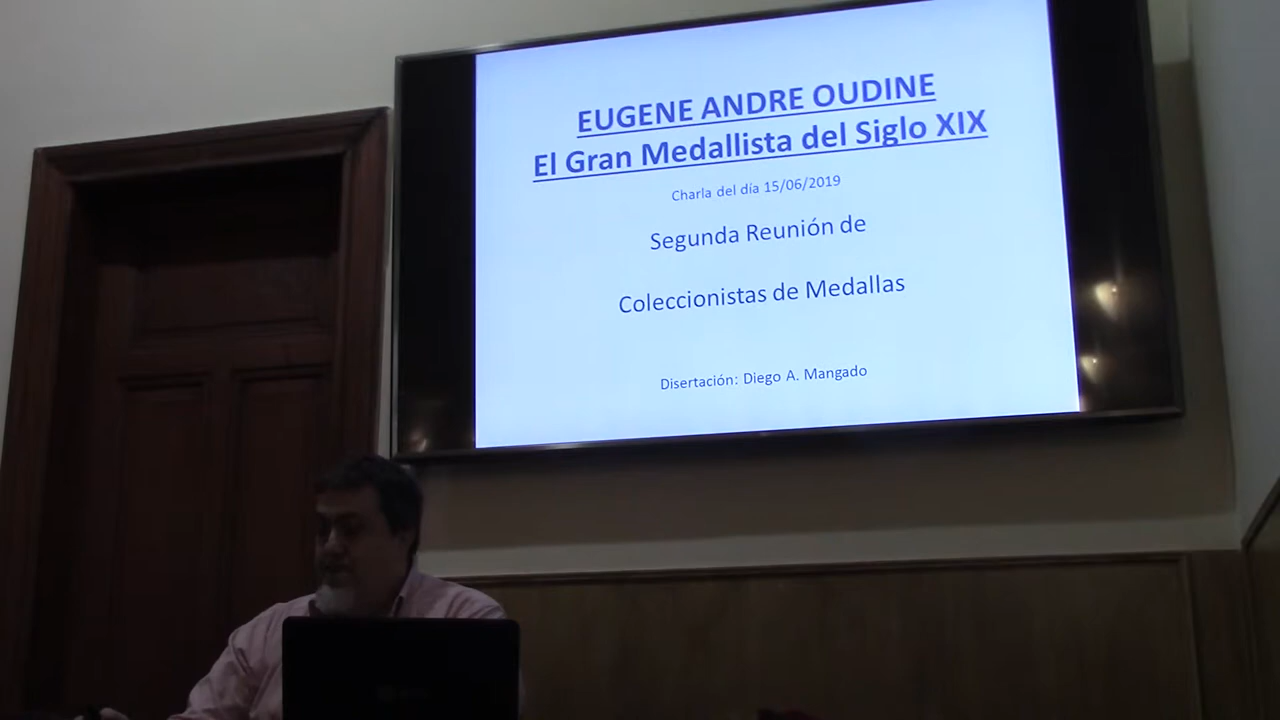 EUGENE ANDRE OUDINE
El Gran Medallista del Siglo XIX
Charla del día 15/06/2019
Segunda Reunión de
Coleccionistas de Medallas
Disertación: Diego A. Mangado